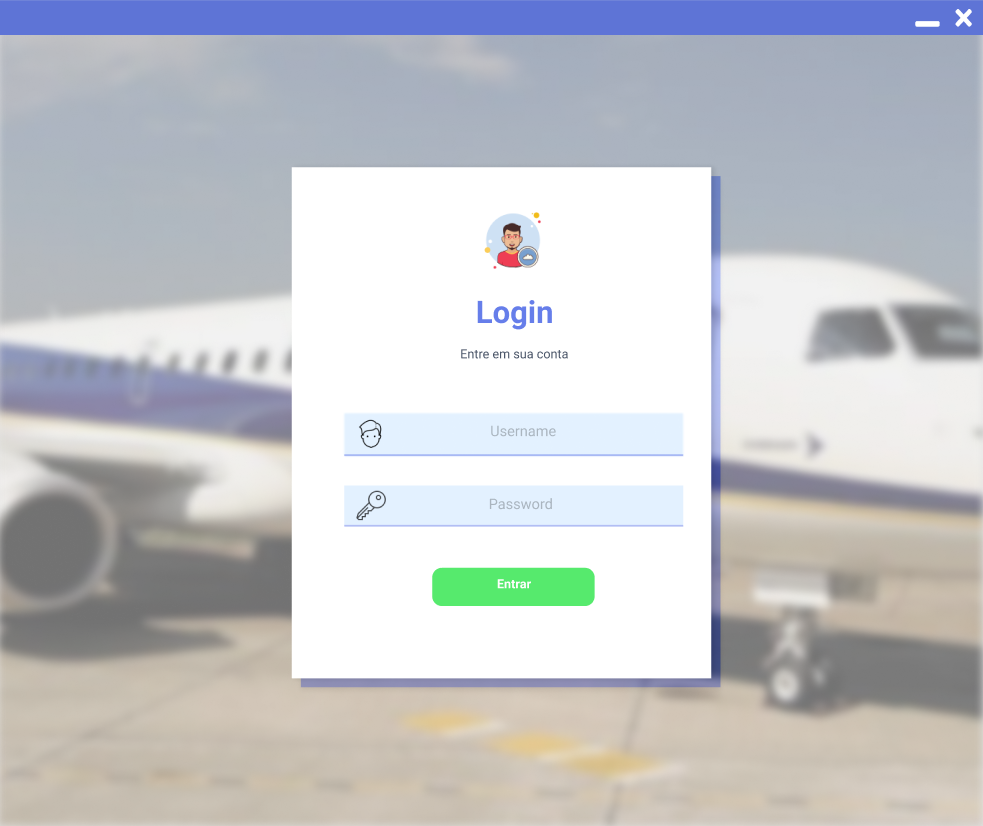 Login
Entre em sua conta
Username
Password
Entrar